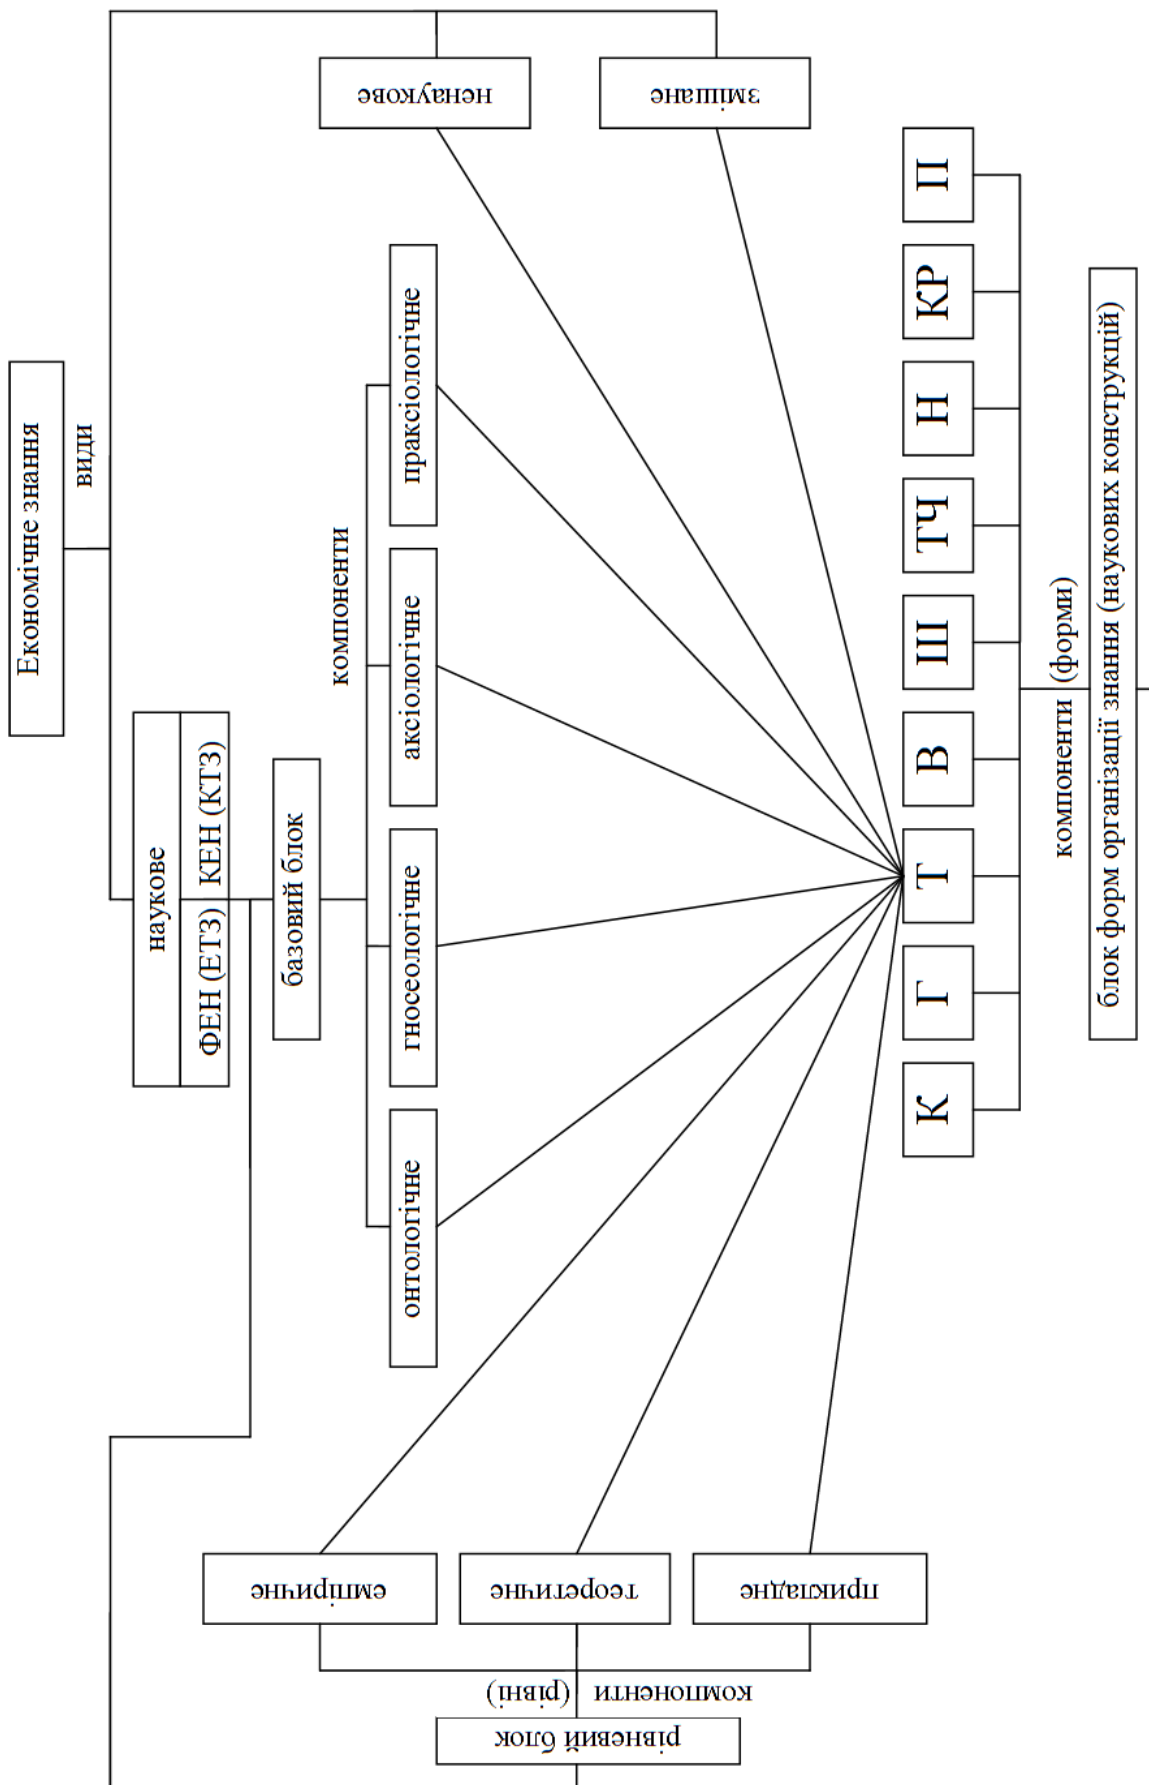 Економічне знання
види
наукове
ФЕН (ЕТЗ)
КЕН (КТЗ)
ненаукове
змішане
базовий блок
компоненти
онтологічне
гносеологічне
аксіологічне
праксіологічне
рівневий блок
компоненти (рівні)
емпіричне
теоретичне
прикладне
К
Г
Т
В
Ш
ТЧ
Н
КР
П
компоненти (форми)
блок форм організації знання (наукових конструкцій)